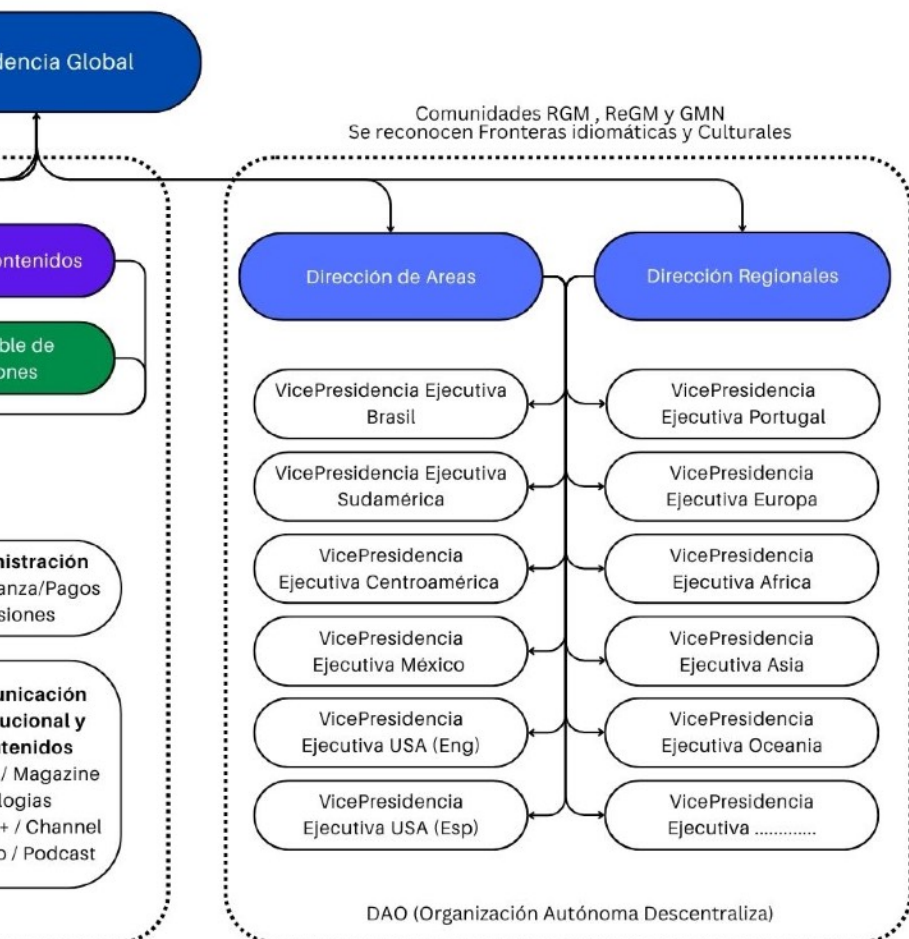 dencia Global
Comunidades RGM , ReGM y GMN
Se reconocen Fronteras idiomáticas y Culturales
ontenidos
ble de
ones
nistración
anza/Pagos
siones
unicación
ucional y
tenidos
/ Magazine
logias
+ / Channel
o / Podcast
Dirección de Areas
Dirección Regionales
VicePresidencia Ejecutiva
Brasil
VicePresidencia
Ejecutiva Portugal
VicePresidencia Ejecutiva
Sudamérica
VicePresidencia
Ejecutiva Europa
VicePresidencia
Ejecutiva Centroamérica
VicePresidencia
Ejecutiva Africa
VicePresidencia
Ejecutiva México
VicePresidencia
Ejecutiva Asia
VicePresidencia
Ejecutiva USA (Eng)
VicePresidencia
Ejecutiva Oceania
VicePresidencia
Ejecutiva USA (Esp)
VicePresidencia
Ejecutiva .............
DAO (Organización Autónoma Descentraliza)